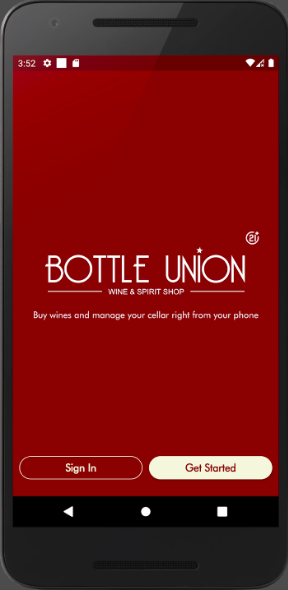 3:52
21+
BOTTLE UNION
WINE & SPIRIT SHOP
Buy wines and manage your cellar right from your phone
Sign In
Get Started